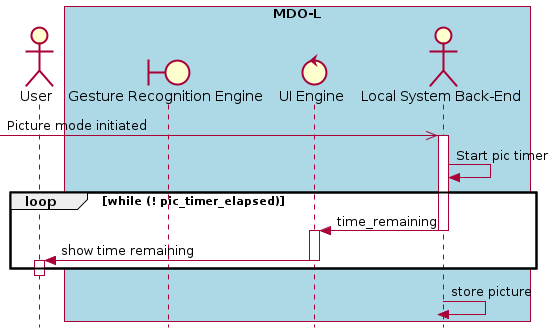 MDO-L
User
Gesture Recognition Engine
UI Engine
Local System Back-End
Picture mode initiated
Start pic timer
loop
[while (! pic_timer_elapsed)]
time_remaining
show time remaining
store picture